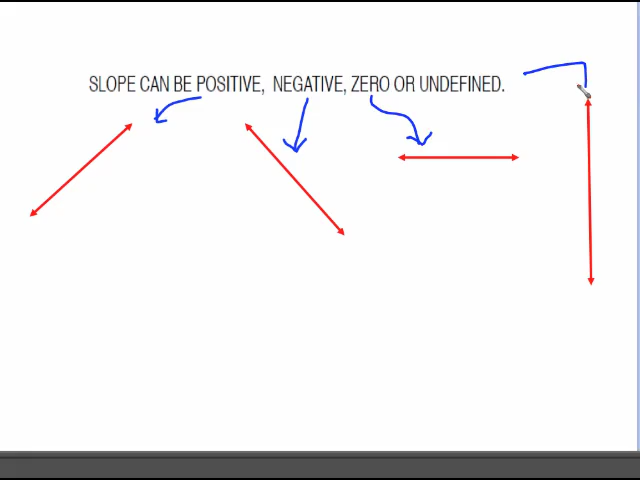 SLOPE CAN BE POSITIVE, NEGATIVE, ZERO OR UNDEFINED.